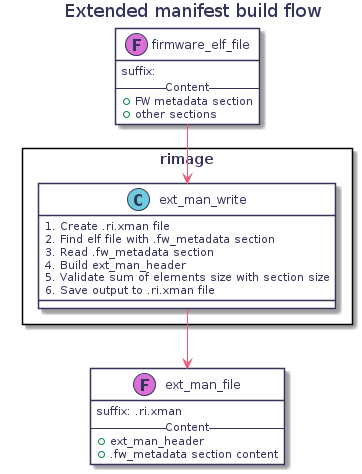 Extended manifest build flow
F firmware_elf_file
suffix:
Content
FW metadata section
other sections
rimage
C ext_man_write
1. Create .ri.xman file
2. Find elf file with .fw_metadata section
3. Read .fw_metadata section
4. Build ext_man_header
5. Validate sum of elements size with section size
6. Save output to .ri.xman file
F ext_man_file
suffix: .ri.xman
Content
ext_man_header
.fw_metadata section content